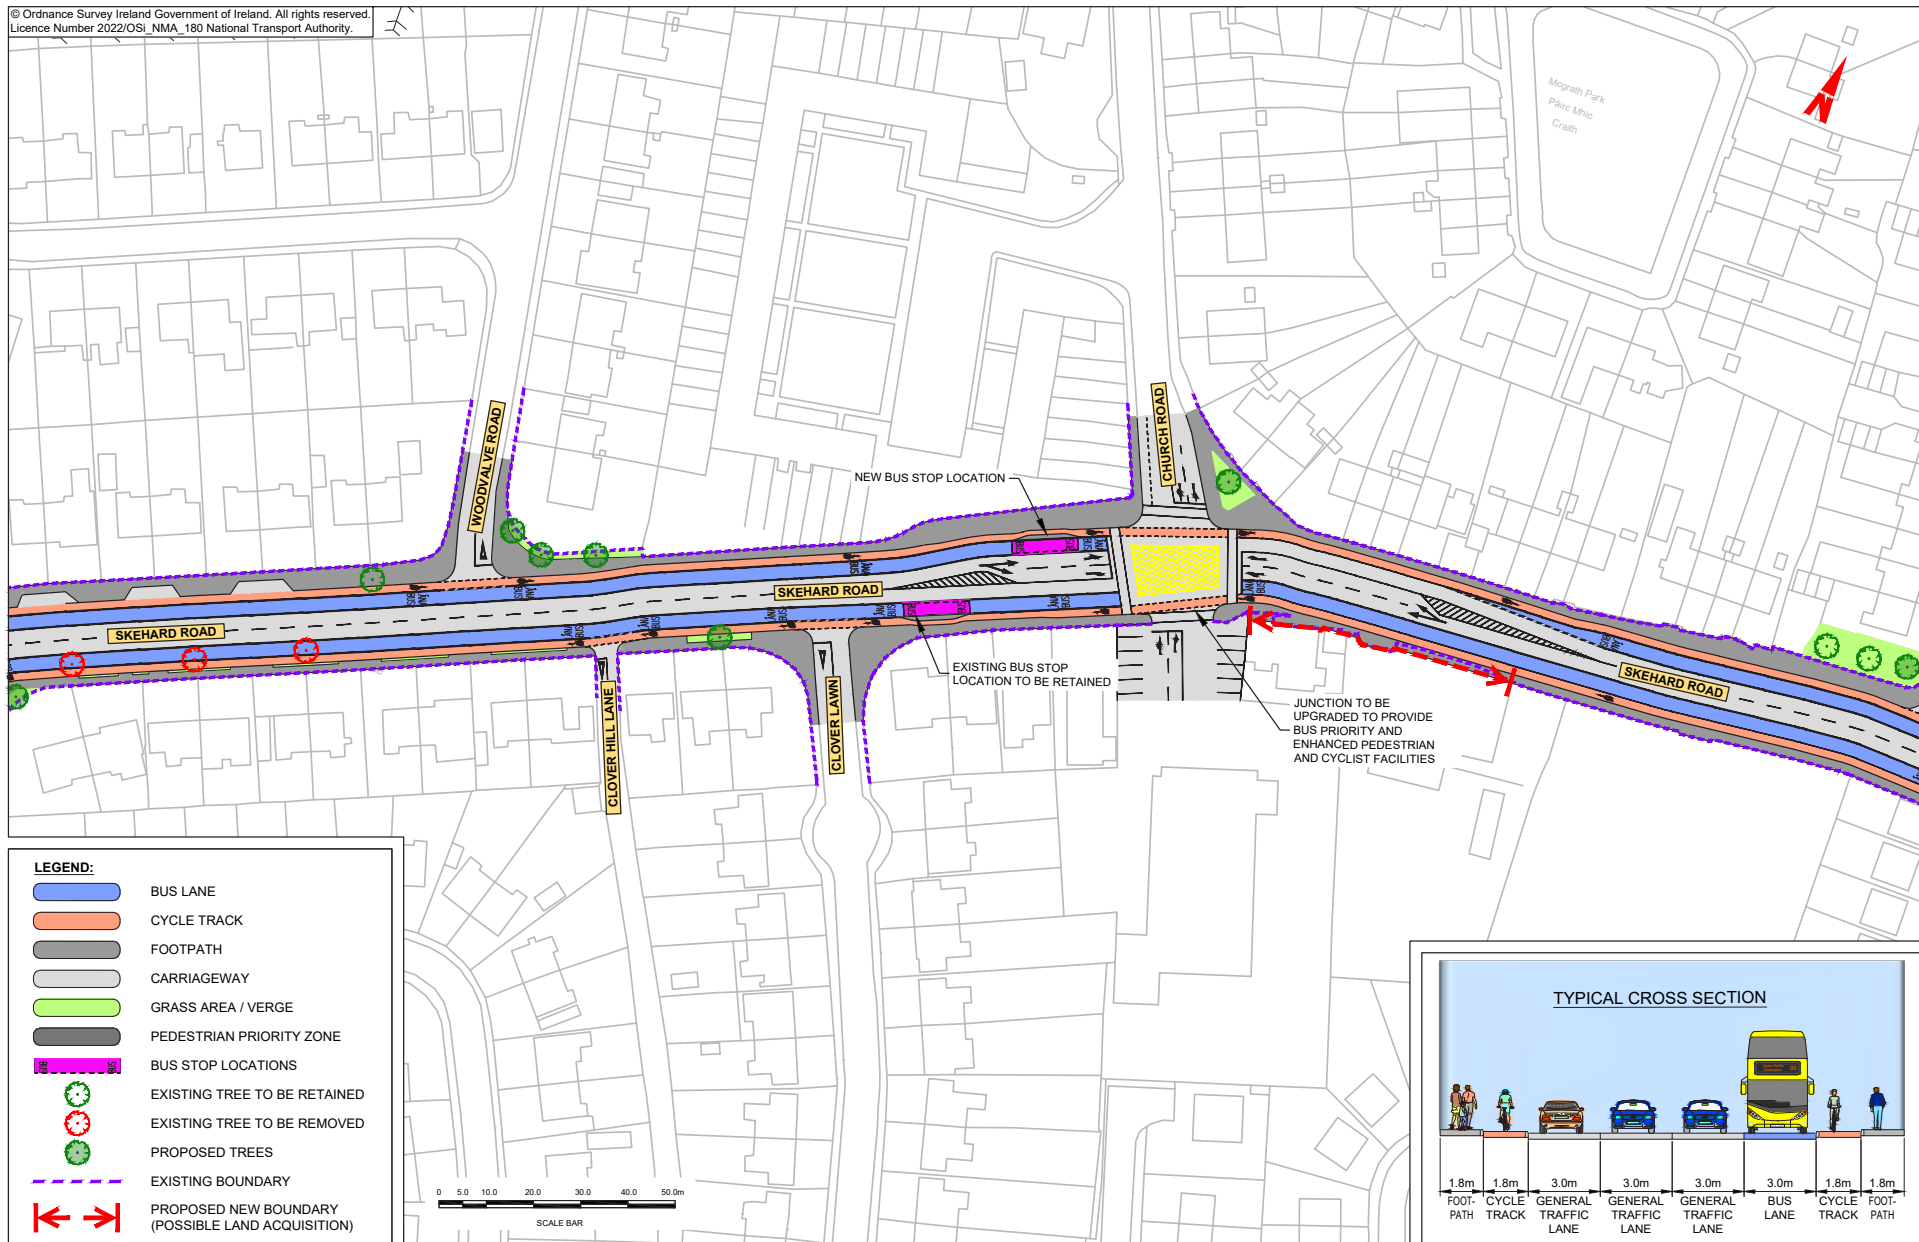 © Ordnance Survey Ireland Government of Ireland. All rights reserved.
Licence Number 2022/OSi_NMA_180 National Transport Authority.
Mcgrath Park
Páirc Mhic
Craith
N
WOODVALVE ROAD
CHURCH ROAD
NEW BUS STOP LOCATION
SKEHARD ROAD
SKEHARD ROAD
SKEHARD ROAD
EXISTING BUS STOP
LOCATION TO BE RETAINED
CLOVER HILL LANE
CLOVER LAWN
JUNCTION TO BE
UPGRADED TO PROVIDE
BUS PRIORITY AND
ENHANCED PEDESTRIAN
AND CYCLIST FACILITIES
LEGEND:
BUS LANE
CYCLE TRACK
FOOTPATH
CARRIAGEWAY
GRASS AREA / VERGE
PEDESTRIAN PRIORITY ZONE
BUS STOP LOCATIONS
EXISTING TREE TO BE RETAINED
EXISTING TREE TO BE REMOVED
PROPOSED TREES
EXISTING BOUNDARY
PROPOSED NEW BOUNDARY
(POSSIBLE LAND ACQUISITION)
0 5.0 10.0 20.0 30.0 40.0 50.0m
SCALE BAR
TYPICAL CROSS SECTION
1.8m 1.8m 3.0m 3.0m 3.0m 3.0m 1.8m 1.8m
FOOT- CYCLE GENERAL GENERAL GENERAL BUS CYCLE FOOT-
PATH TRACK TRAFFIC TRAFFIC TRAFFIC LANE TRACK PATH
LANE LANE LANE